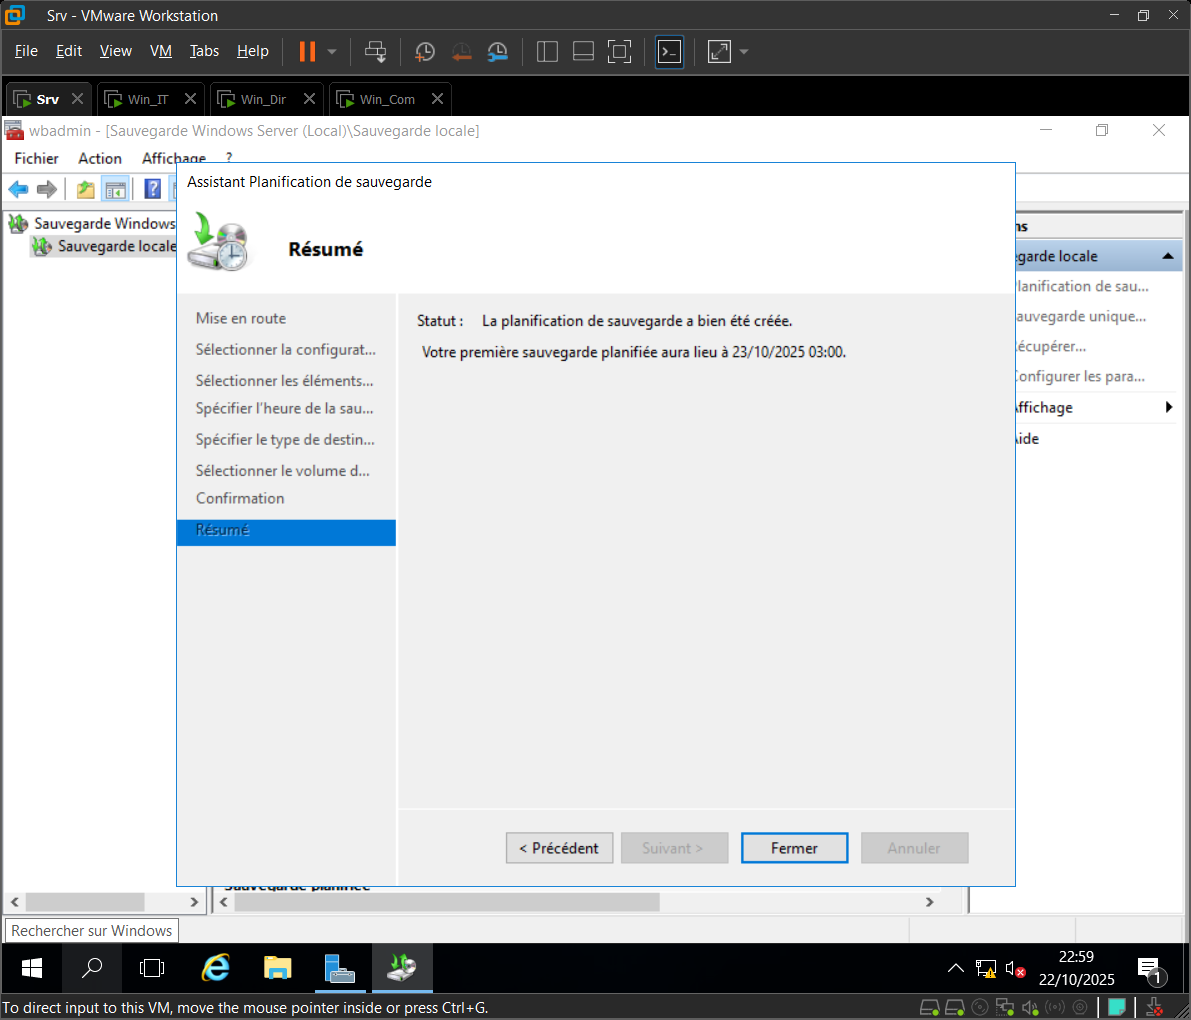 Srv - VMware Workstation
File Edit View VM Tabs Help
Srv Win_IT Win_Dir Win_Com
wbadmin - [Sauvegarde Windows Server (Local)\Sauvegarde locale]
Fichier Action Affichage ?
Assistant Planification de sauvegarde
Résumé
Sauvegarde Windows
Sauvegarde locale
Mise en route
Sélectionner la configurat...
Sélectionner les éléments...
Spécifier l'heure de la sau...
Spécifier le type de destin...
Sélectionner le volume d...
Confirmation
Résumé
Statut : La planification de sauvegarde a bien été créée.
Votre première sauvegarde planifiée aura lieu à 23/10/2025 03:00.
< Précédent Suivant > Fermer Annuler
ns
egarde locale
lanification de sau...
auvegarde unique...
écupérer...
onfigurer les para...
ffichage
ide
Sauvegarde planifiée
Rechercher sur Windows
22:59
22/10/2025
1
To direct input to this VM, move the mouse pointer inside or press Ctrl+G.